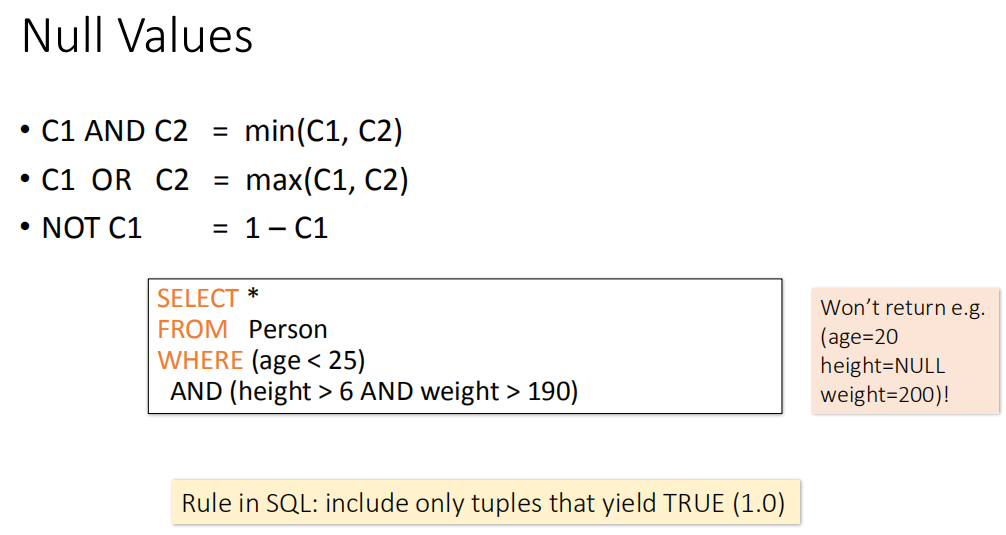 Null Values
• C1 AND C2 = min(C1, C2)
• C1 OR C2 = max(C1, C2)
• NOT C1 = 1 – C1
SELECT *
FROM Person
WHERE (age < 25)
AND (height > 6 AND weight > 190)
Won’t return e.g.
(age=20
height=NULL
weight=200)!
Rule in SQL: include only tuples that yield TRUE (1.0)